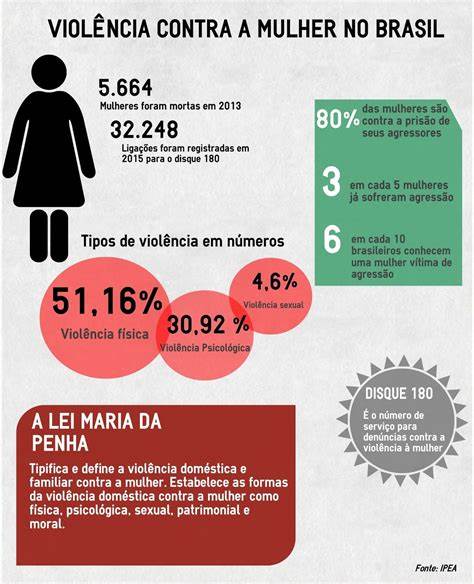 VIOLÊNCIA CONTRA A MULHER NO BRASIL
5.664
Mulheres foram mortas em 2013
32.248
Ligações foram registradas em
2015 para o disque 180
80%
das mulheres são
contra a prisão de
seus agressores
3
em cada 5 mulheres
já sofreram agressão
6
em cada 10
brasileiros conhecem
uma mulher vítima de
agressão
Tipos de violência em números
51,16%
Violência física
30,92 %
Violência Psicológica
4,6%
Violência sexual
DISQUE 180
É o número de
serviço para
denúncias contra a
violência à mulher
A LEI MARIA DA
PENHA
Tipifica e define a violência doméstica e
familiar contra a mulher. Estabelece as formas
da violência doméstica contra a mulher como
física, psicológica, sexual, patrimonial e
moral.
Fonte: IPEA